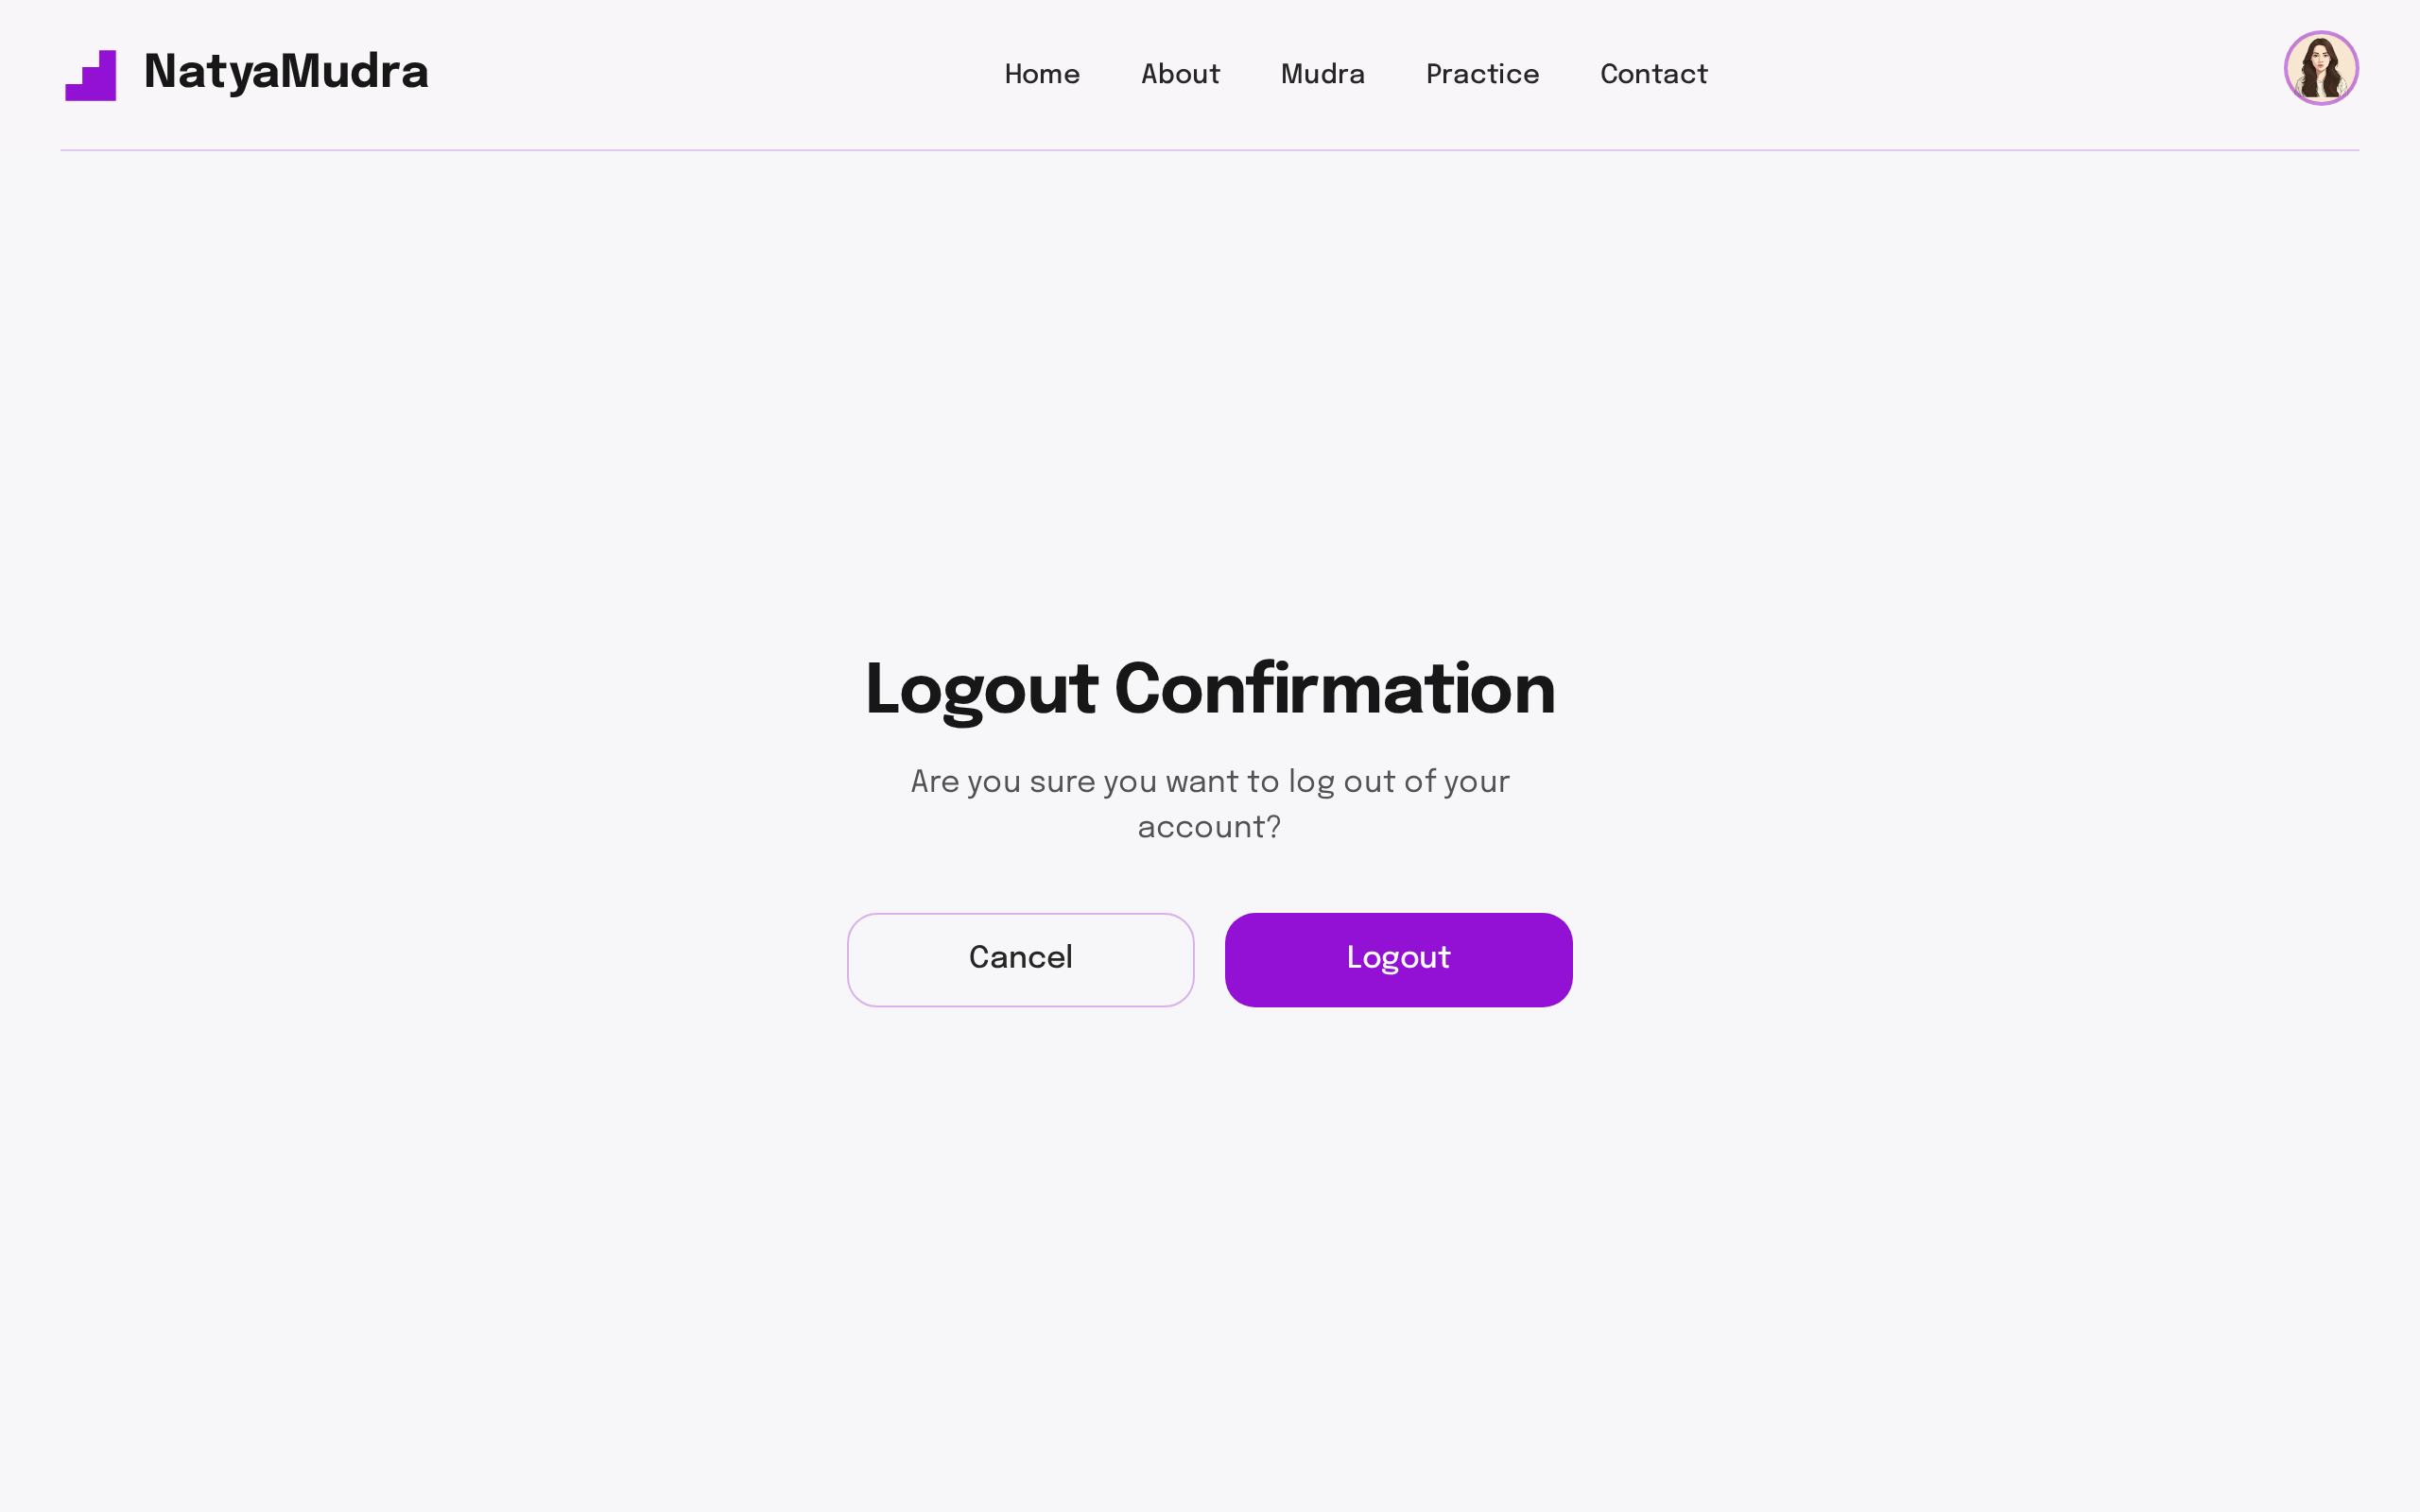 NatyaMudra
Home About Mudra Practice Contact
Logout Confirmation
Are you sure you want to log out of your
account?
Cancel Logout